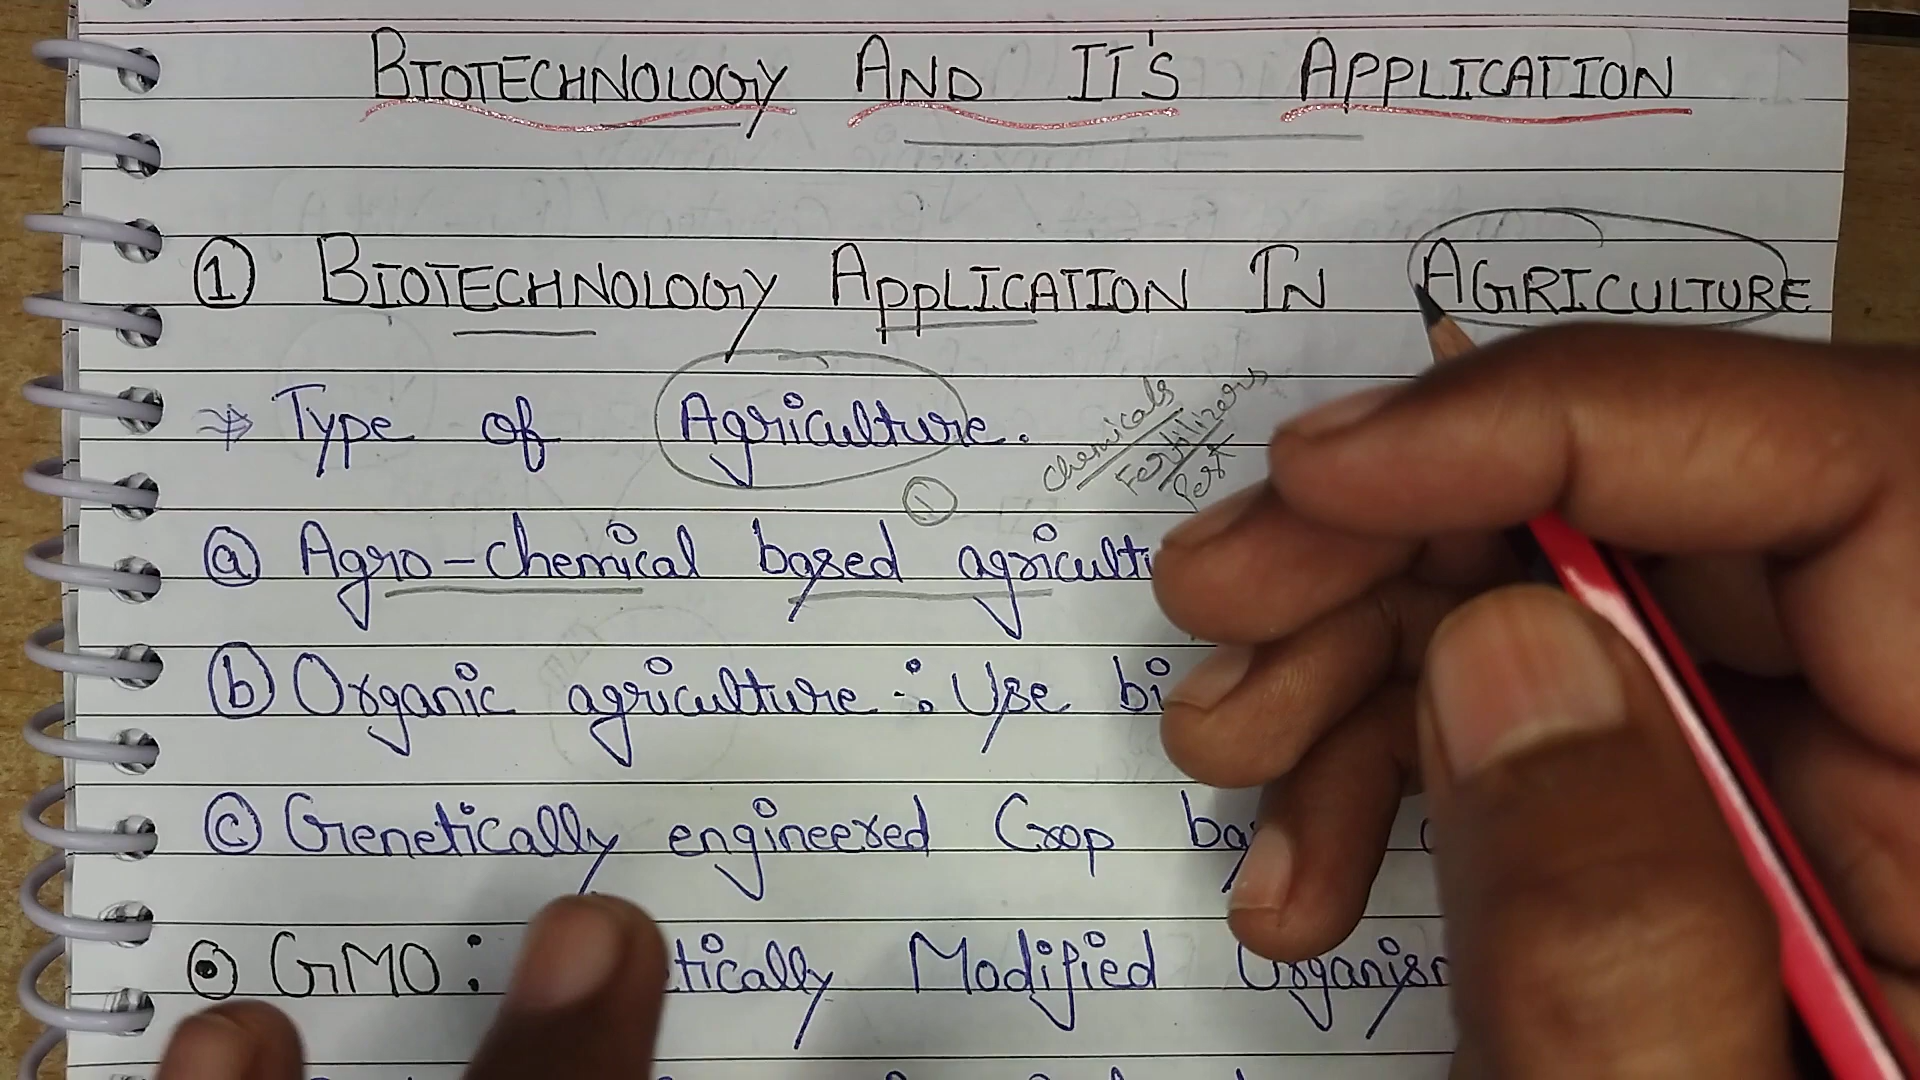 BIOTECHNOLOGY AND IT'S APPLICATION
① BIOTECHNOLOGY APPLICATION IN AGRICULTURE
⇒ Type of Agriculture.
Chemicals
Fertilizers
①
ⓐ Agro-chemical based
ⓑ Organic agriculture : Use
ⓒ Genetically engineered Crop
⊙ GMO: Modified